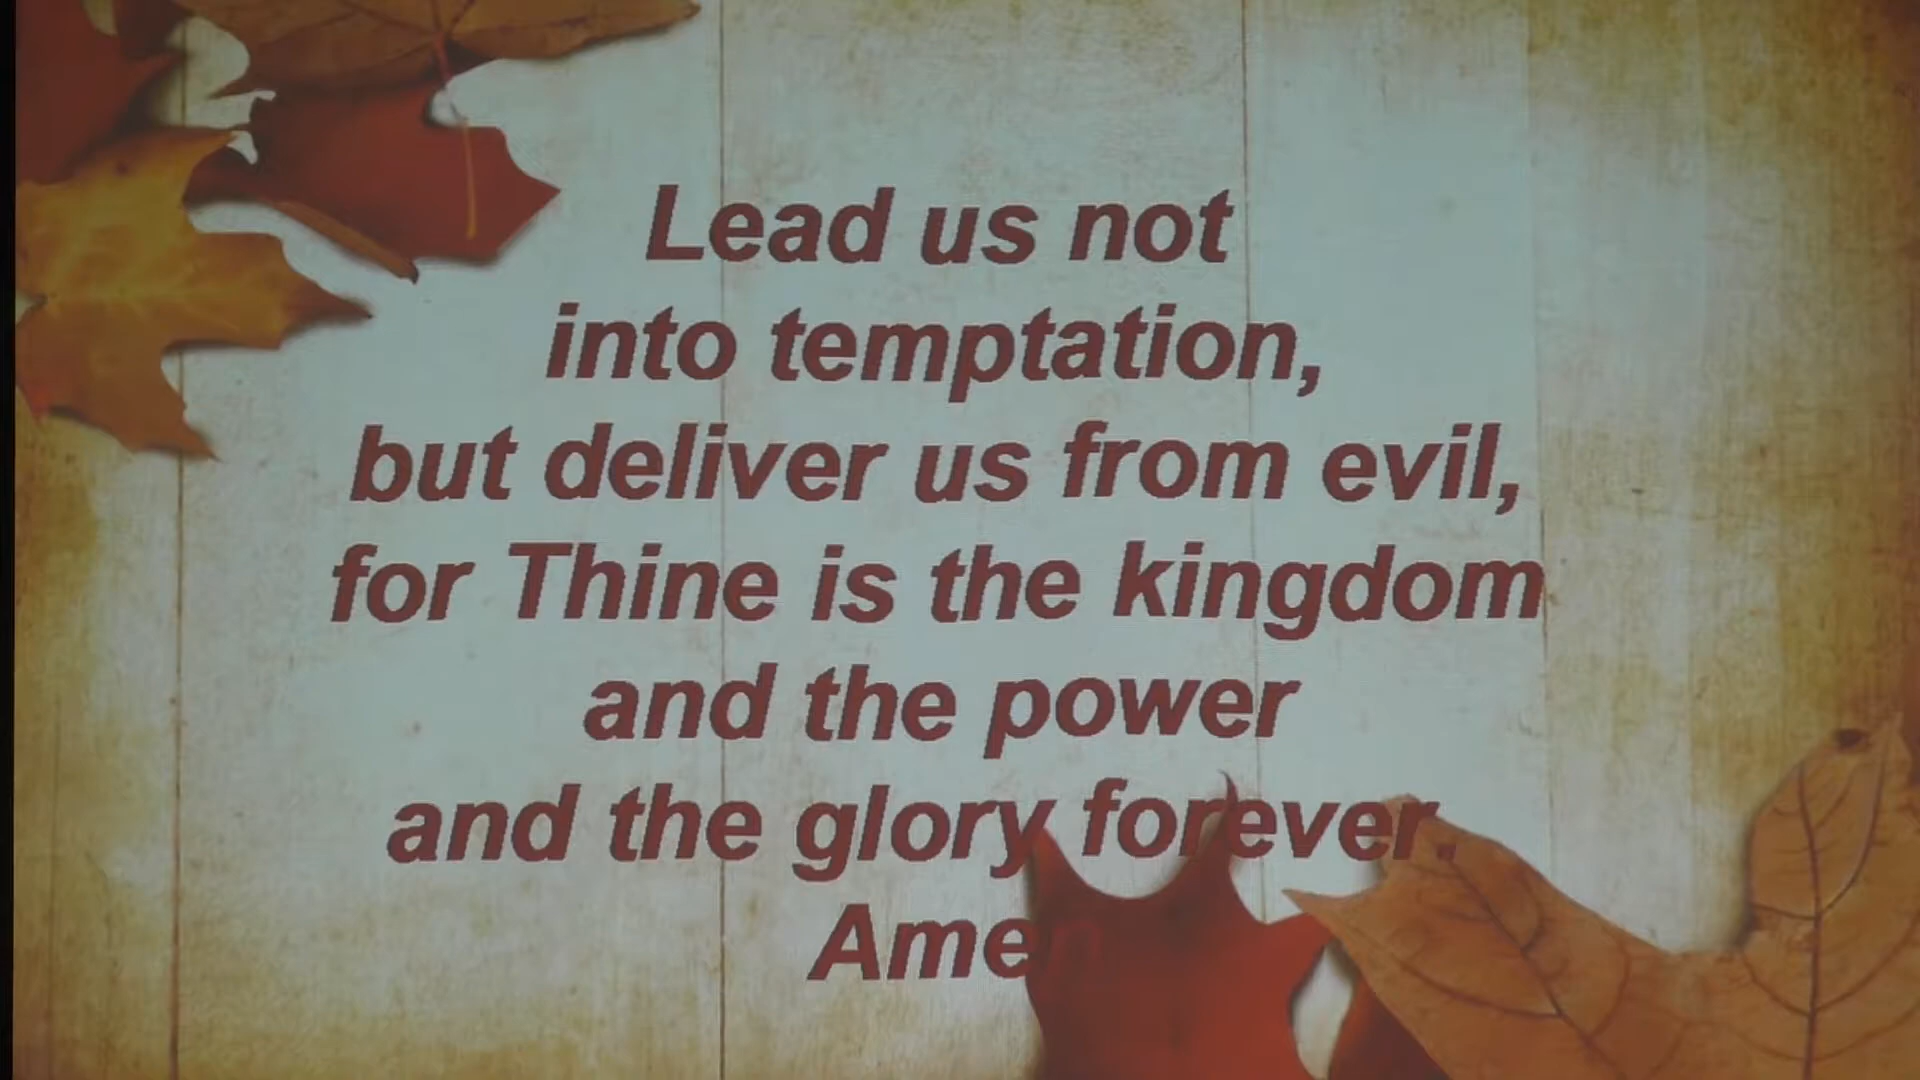 Lead us not
into temptation,
but deliver us from evil,
for Thine is the kingdom
and the power
and the glory forever.
Amen